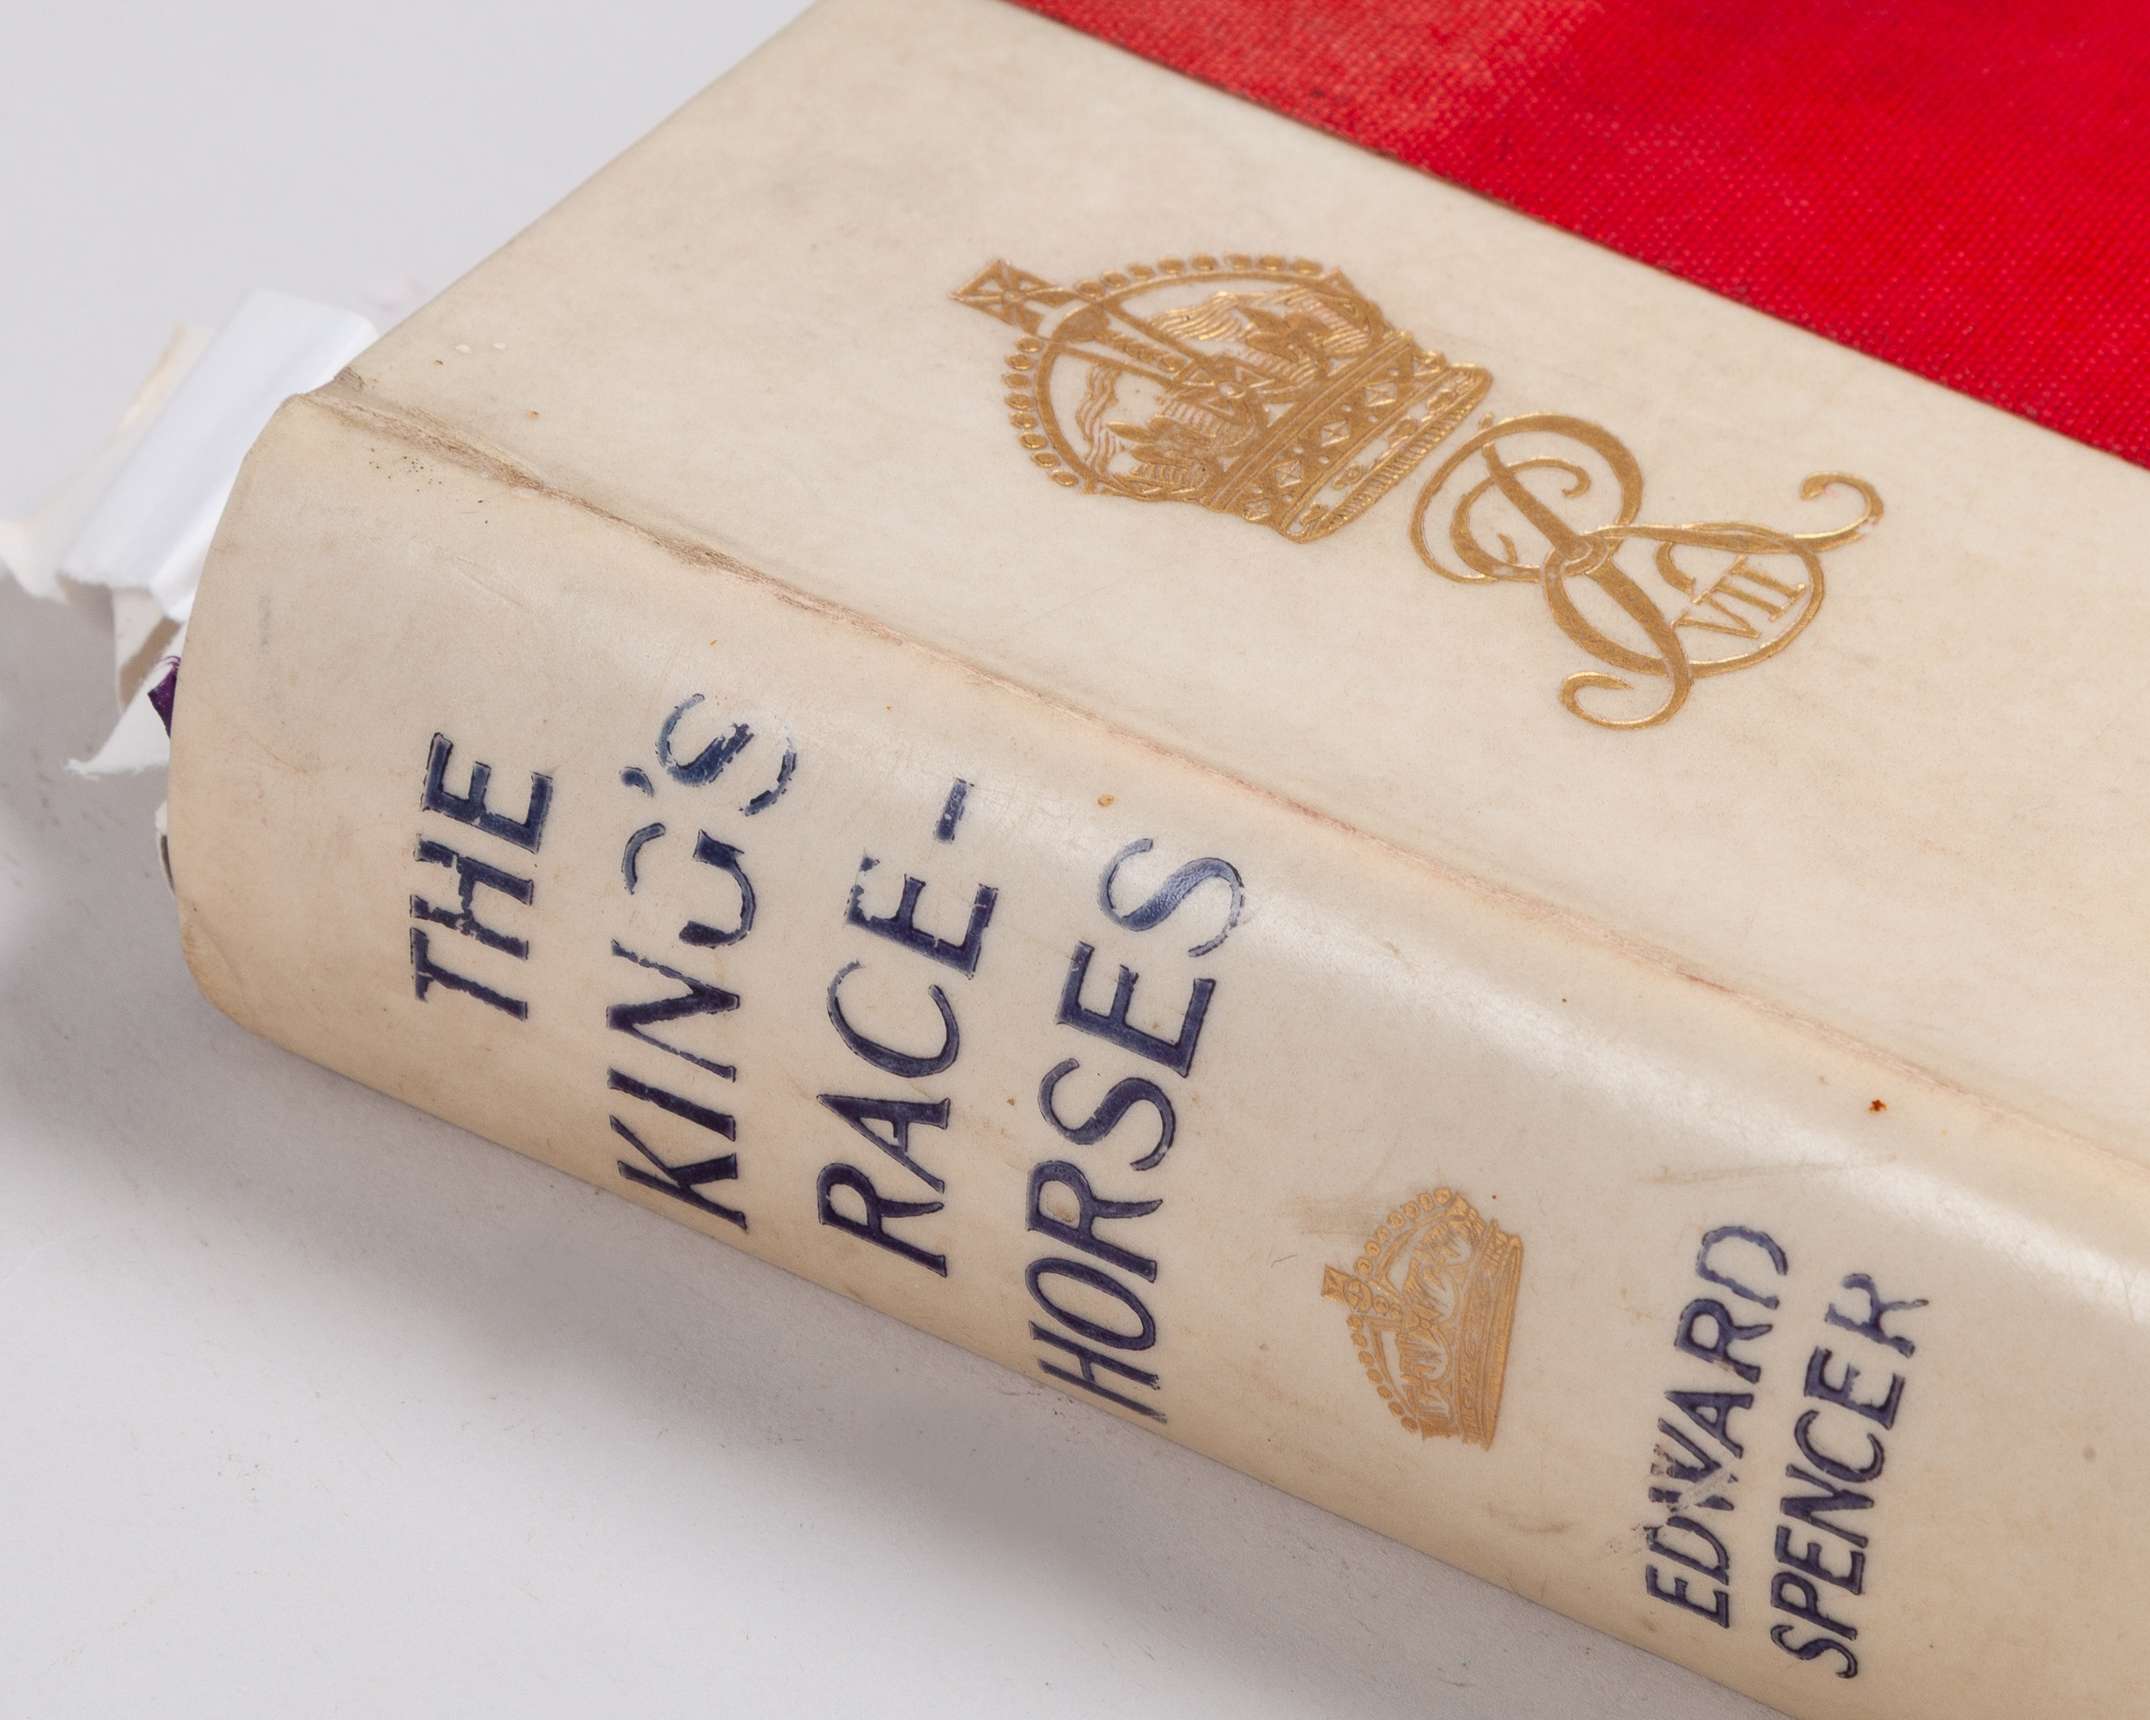 THE
KING'S
RACE-
HORSES
EDWARD
SPENCER
VII